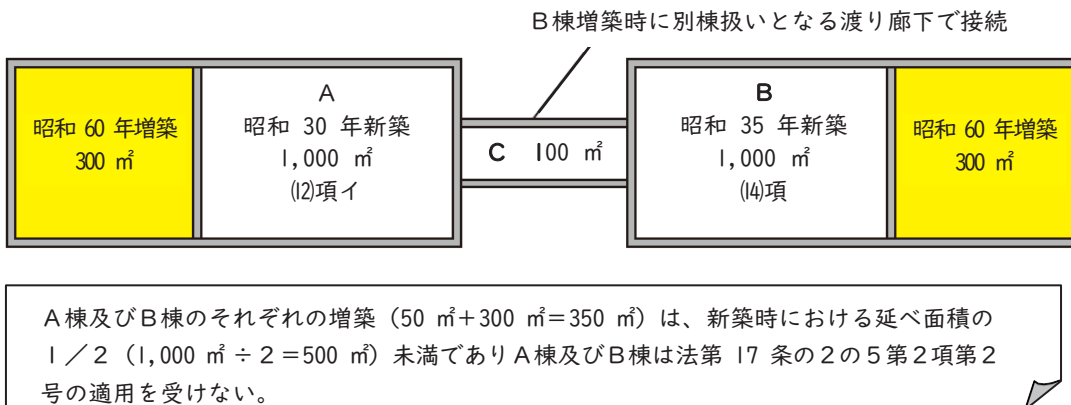 B棟増築時に別棟扱いとなる渡り廊下で接続
昭和 60 年増築
300 ㎡
A
昭和 30 年新築
1,000 ㎡
⑿項イ
C 100 ㎡
B
昭和 35 年新築
1,000 ㎡
⒁項
昭和 60 年増築
300 ㎡
A棟及びB棟のそれぞれの増築(50 ㎡+300 ㎡=350 ㎡)は、新築時における延べ面積の
1/2(1,000 ㎡÷2=500 ㎡)未満でありA棟及びB棟は法第 17 条の2の5第2項第2
号の適用を受けない。